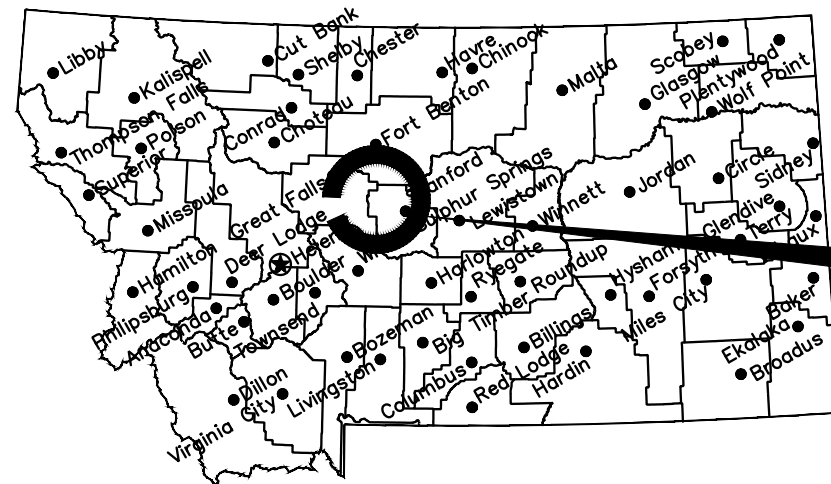 Libby
Cut Bank
Shelby
Chester
Havre
Chinook
Scobey
Plentywood
Kalispell
Malta
Glasgow
Wolf Point
Thompson Falls
Polson
Conrad
Choteau
Fort Benton
Superior
Jordan
Circle
Sidney
Missoula
Great Falls
Stanford
Sulphur Springs
Lewistown
Winnett
Glendive
Terry
Hamilton
Deer Lodge
Boulder
Harlowton
Ryegate
Roundup
Hysham
Forsyth
Miles City
Philipsburg
Anaconda
Butte
Townsend
Bozeman
Big Timber
Billings
Baker
Ekalaka
Broadus
Dillon
Virginia City
Livingston
Columbus
Red Lodge
Hardin